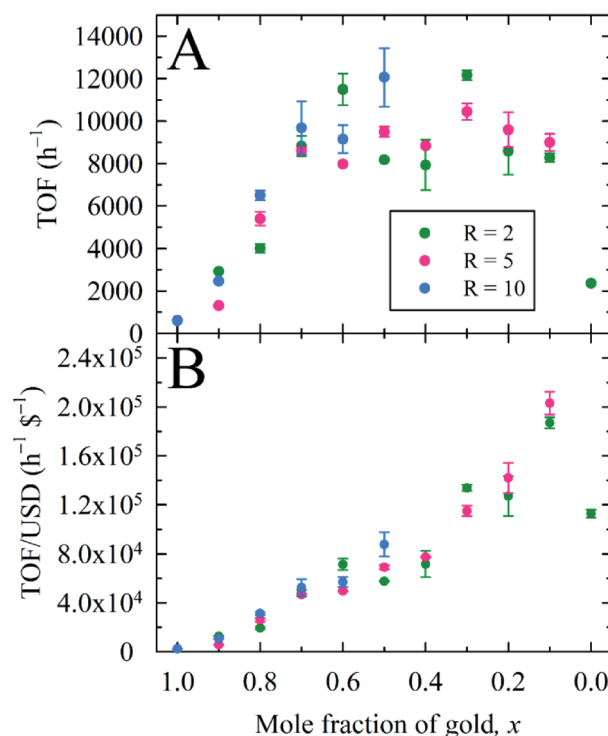 A
TOF (h⁻¹)
14000
12000
10000
8000
6000
4000
2000
0
R = 2
R = 5
R = 10
B
TOF/USD (h⁻¹ $⁻¹)
2.4x10⁵
2.0x10⁵
1.6x10⁵
1.2x10⁵
8.0x10⁴
4.0x10⁴
0
1.0 0.8 0.6 0.4 0.2 0.0
Mole fraction of gold, x